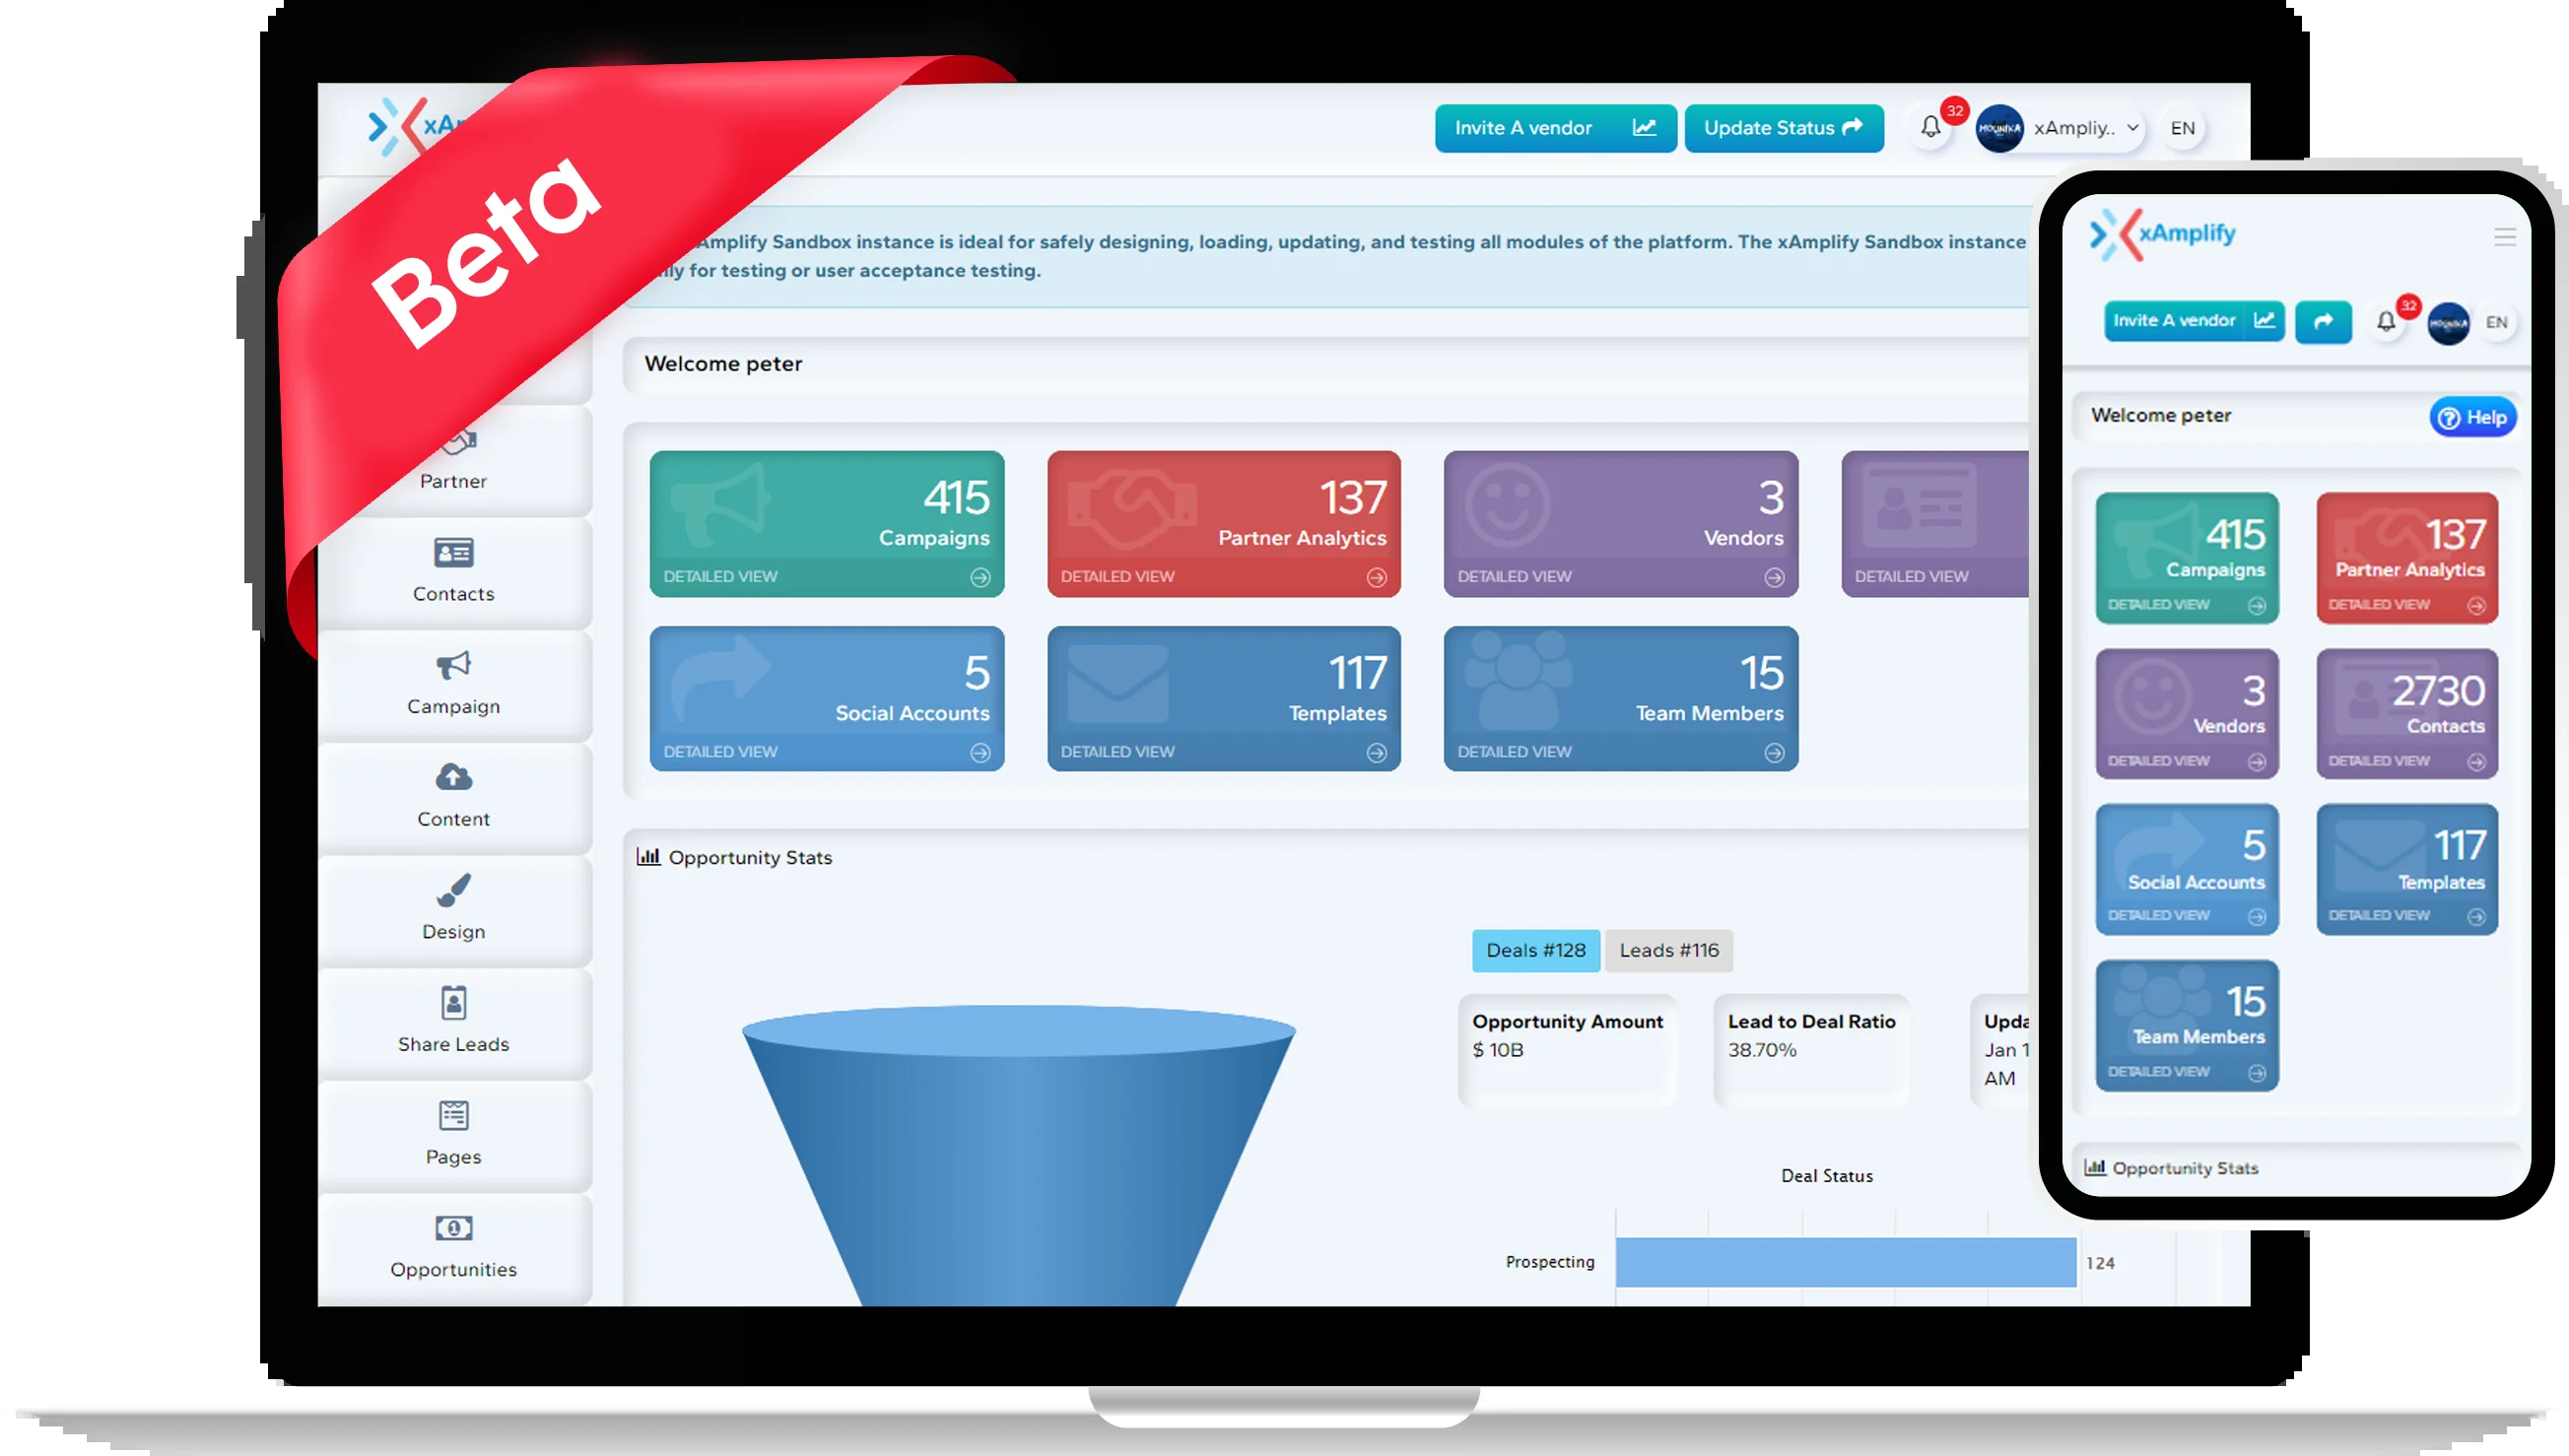 Beta
Invite A vendor
Update Status
32
MOUNIKA
xAmpliy..
EN
Amplify Sandbox instance is ideal for safely designing, loading, updating, and testing all modules of the platform. The xAmplify Sandbox instance
for testing or user acceptance testing.
Welcome peter
415
Campaigns
DETAILED VIEW
137
Partner Analytics
DETAILED VIEW
3
Vendors
DETAILED VIEW
DETAILED VIEW
5
Social Accounts
DETAILED VIEW
117
Templates
DETAILED VIEW
15
Team Members
DETAILED VIEW
Partner
Contacts
Campaign
Content
Design
Share Leads
Pages
Opportunities
Opportunity Stats
Deals #128
Leads #116
Opportunity Amount
$ 10B
Lead to Deal Ratio
38.70%
Upda
Jan 1
AM
Deal Status
Prospecting
124
xAmplify
Invite A vendor
32
MOUNIKA
EN
Welcome peter
Help
415
Campaigns
DETAILED VIEW
137
Partner Analytics
DETAILED VIEW
3
Vendors
DETAILED VIEW
2730
Contacts
DETAILED VIEW
5
Social Accounts
DETAILED VIEW
117
Templates
DETAILED VIEW
15
Team Members
DETAILED VIEW
Opportunity Stats